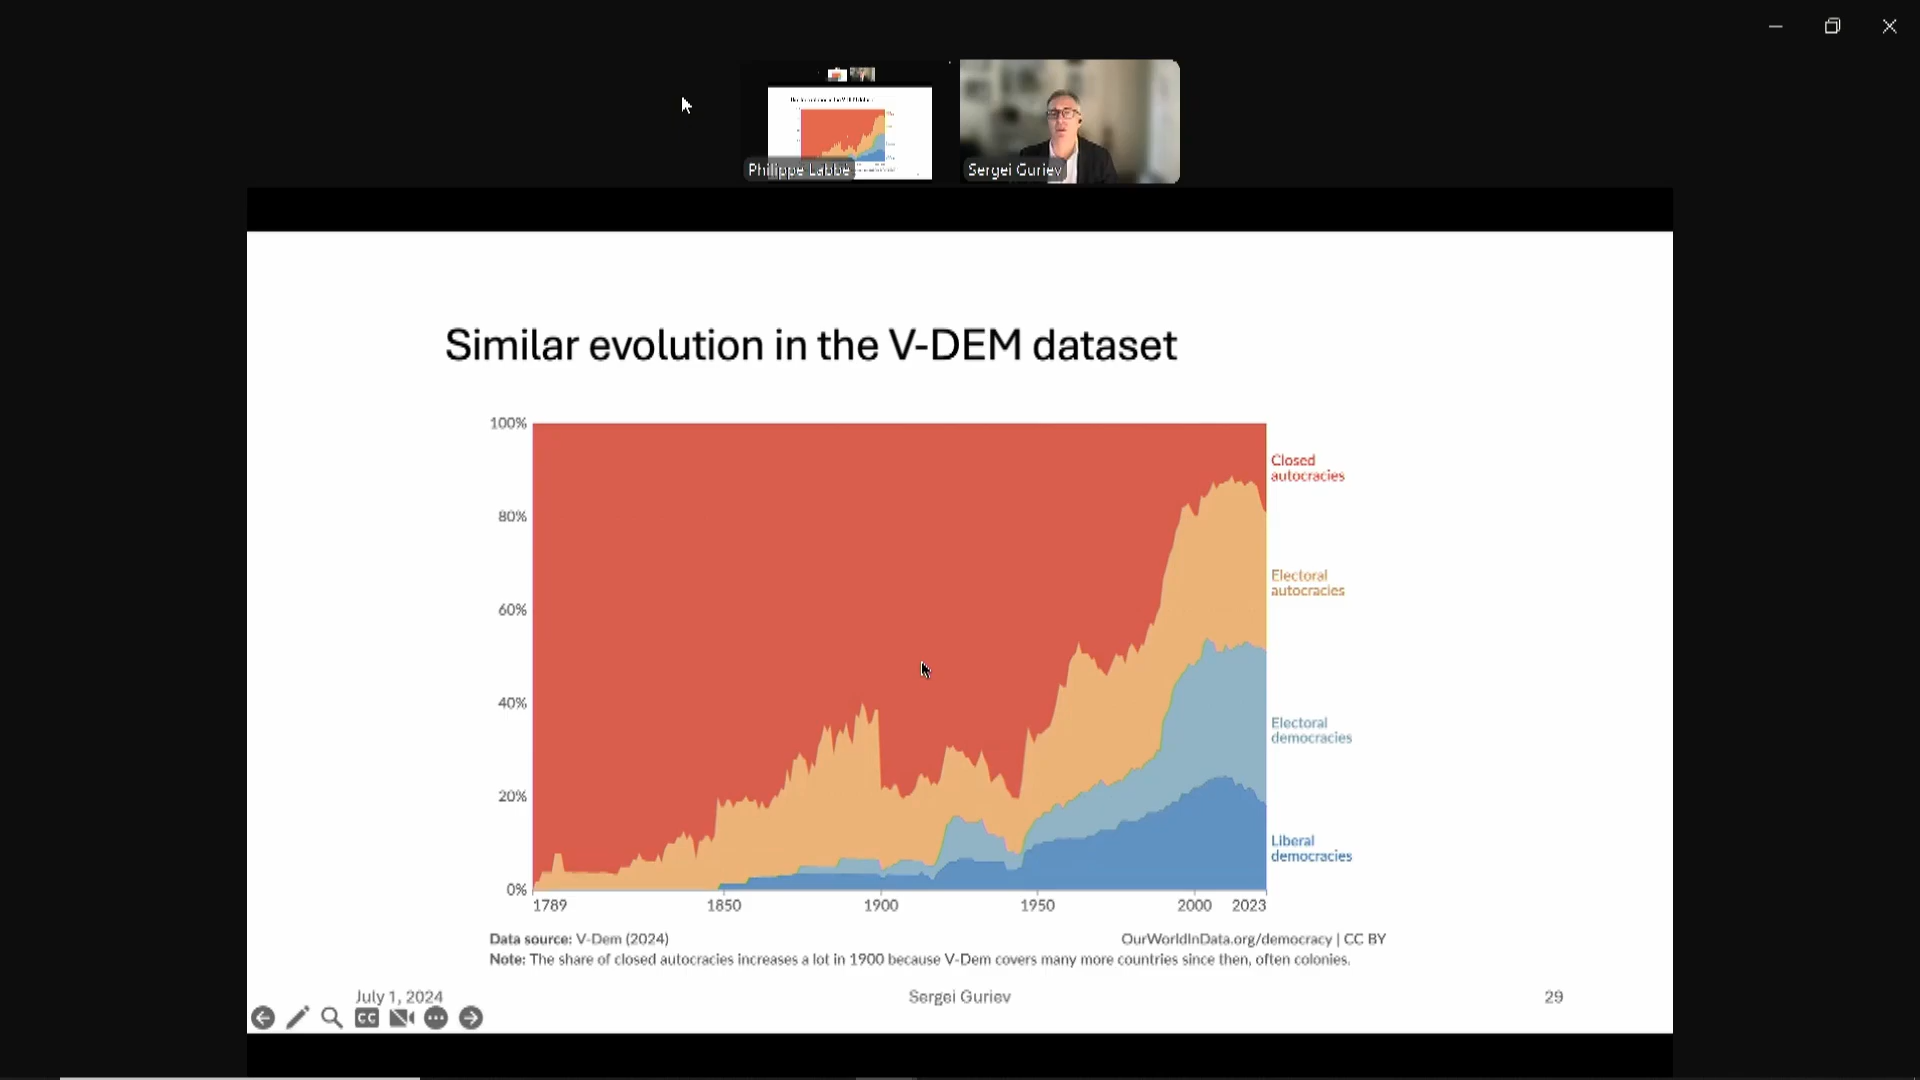 Philippe Labbé
Sergei Guriev
Similar evolution in the V-DEM dataset
100%
80%
60%
40%
20%
0%
Closed
autocracies
Electoral
autocracies
Electoral
democracies
Liberal
democracies
1789
1850
1900
1950
2000
2023
Data source: V-Dem (2024)
OurWorldInData.org/democracy | CC BY
Note: The share of closed autocracies increases a lot in 1900 because V-Dem covers many more countries since then, often colonies.
July 1, 2024
Sergei Guriev
29
CC